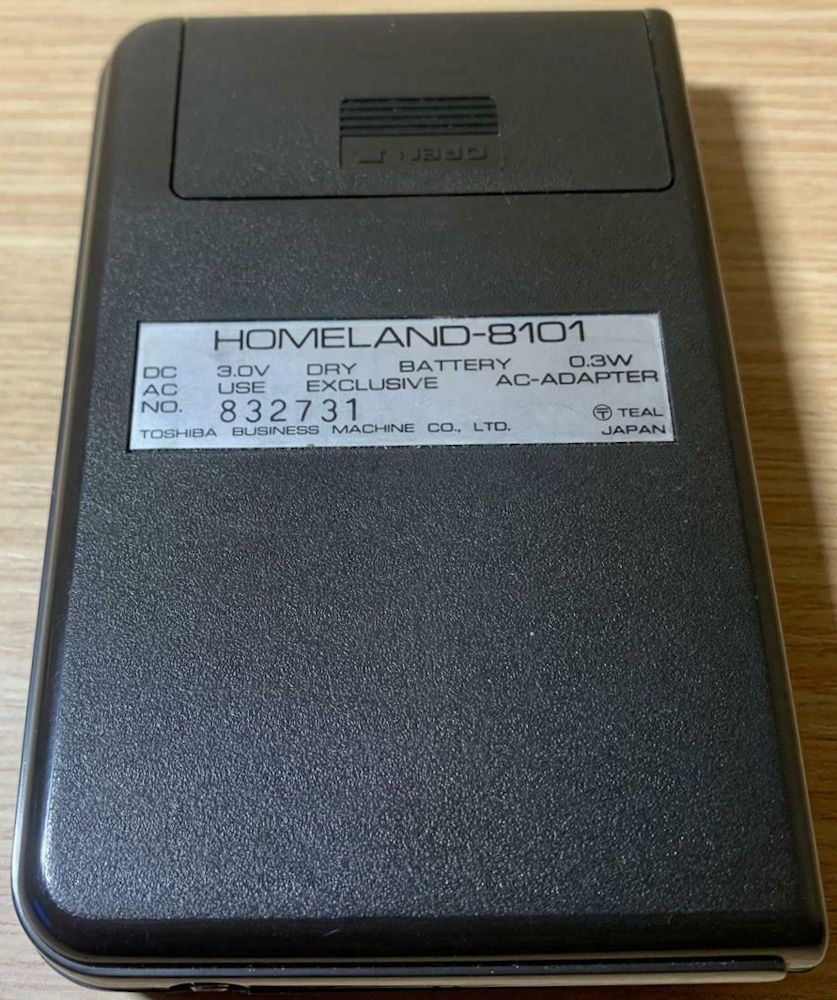 OPEN
HOMELAND-8101
DC 3.0V DRY BATTERY 0.3W
AC USE EXCLUSIVE AC-ADAPTER
NO. 832731 〒 TEAL
TOSHIBA BUSINESS MACHINE CO., LTD. JAPAN